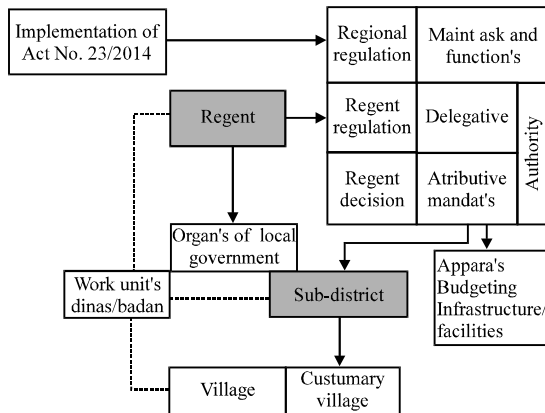 Implementation of
Act No. 23/2014
Regional
regulation
Maint ask and
function's
Regent
Regent
regulation
Delegative
Authority
Regent
decision
Atributive
mandat's
Organ's of local
government
Work unit's
dinas/badan
Sub-district
Appara's
Budgeting
Infrastructure/
facilities
Village
Custumary
village